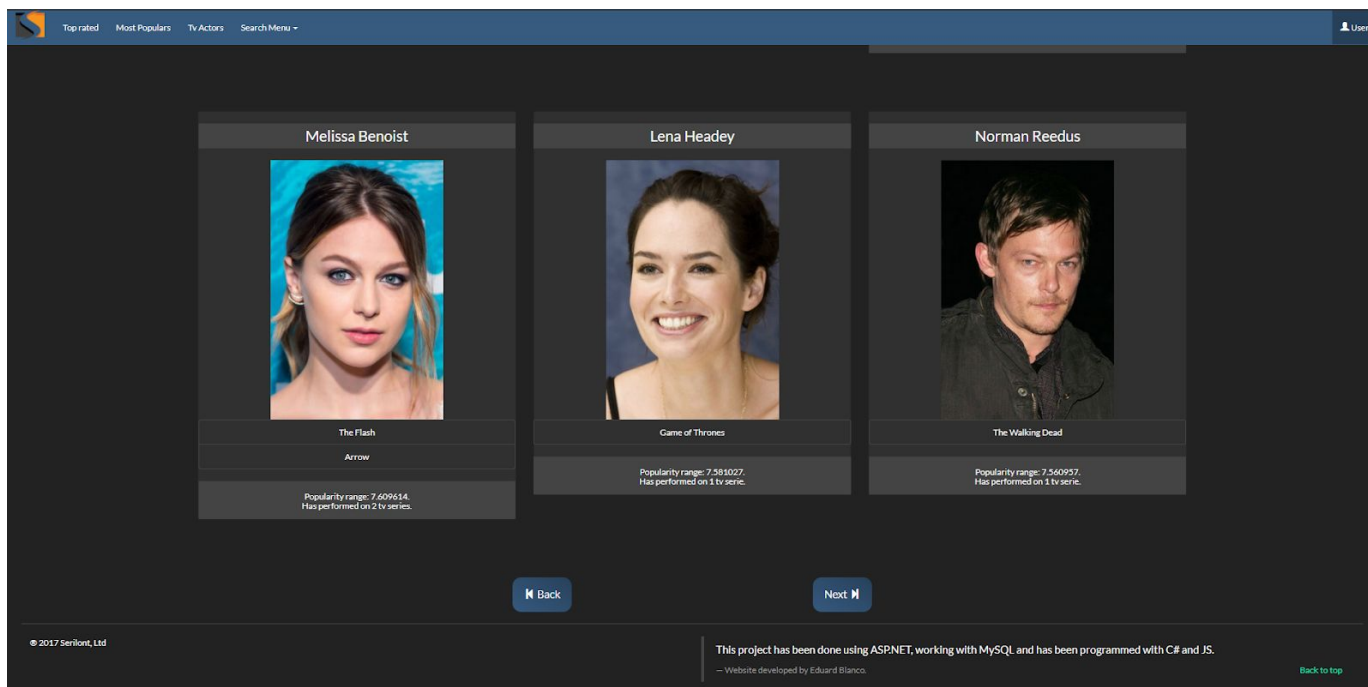 Top rated Most Populars Tv Actors Search Menu User
Melissa Benoist
The Flash
Arrow
Popularity range: 7.609614.
Has performed on 2 tv series.
Lena Headey
Game of Thrones
Popularity range: 7.581027.
Has performed on 1 tv serie.
Norman Reedus
The Walking Dead
Popularity range: 7.560957.
Has performed on 1 tv serie.
Back
Next
© 2017 Serilont, Ltd
This project has been done using ASP.NET, working with MySQL and has been programmed with C# and JS.
— Website developed by Eduard Blanco.
Back to top